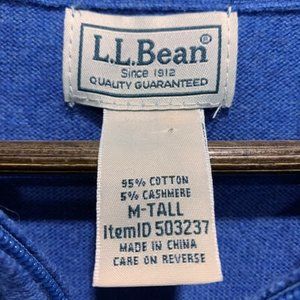 L.L.Bean®
Since 1912
QUALITY GUARANTEED
95% COTTON
5% CASHMERE
M-TALL
ItemID 503237
MADE IN CHINA
CARE ON REVERSE